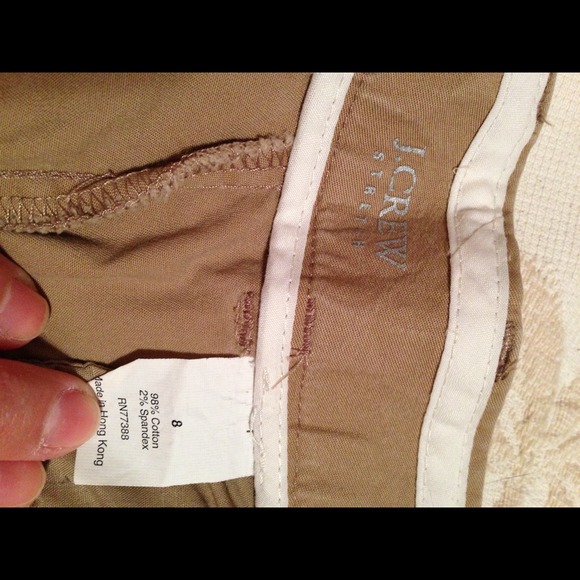 J.CREW
STRETCH
8
98% Cotton
2% Spandex
RN77388
Made in Hong Kong